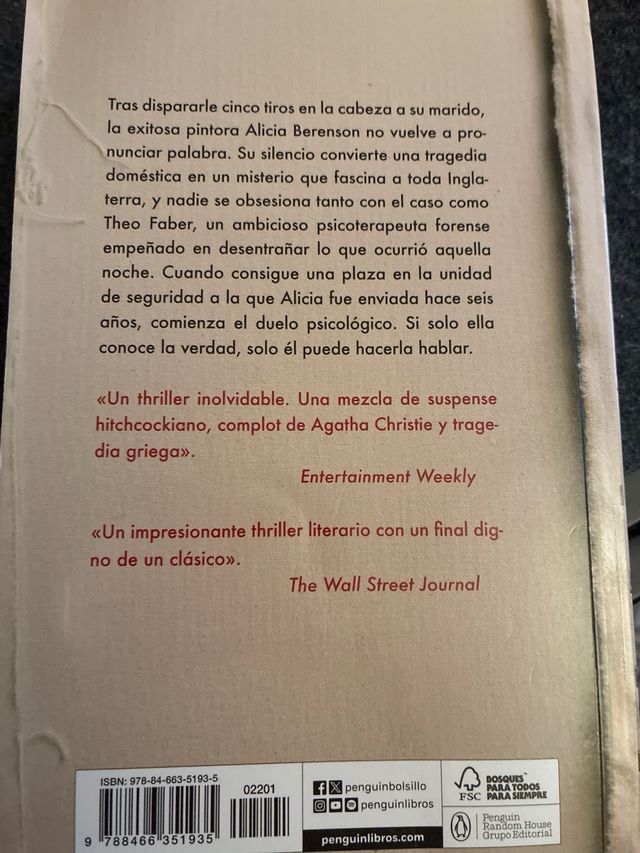 Tras dispararle cinco tiros en la cabeza a su marido,
la exitosa pintora Alicia Berenson no vuelve a pro-
nunciar palabra. Su silencio convierte una tragedia
doméstica en un misterio que fascina a toda Ingla-
terra, y nadie se obsesiona tanto con el caso como
Theo Faber, un ambicioso psicoterapeuta forense
empeñado en desentrañar lo que ocurrió aquella
noche. Cuando consigue una plaza en la unidad
de seguridad a la que Alicia fue enviada hace seis
años, comienza el duelo psicológico. Si solo ella
conoce la verdad, solo él puede hacerla hablar.
«Un thriller inolvidable. Una mezcla de suspense
hitchcockiano, complot de Agatha Christie y trage-
dia griega».
Entertainment Weekly
«Un impresionante thriller literario con un final dig-
no de un clásico».
The Wall Street Journal
ISBN: 978-84-663-5193-5
02201
9 788466 351935
penguinbolsillo
penguinlibros
penguinlibros.com
FSC
BOSQUES™
PARA TODOS
PARA SIEMPRE
Penguin
Random House
Grupo Editorial